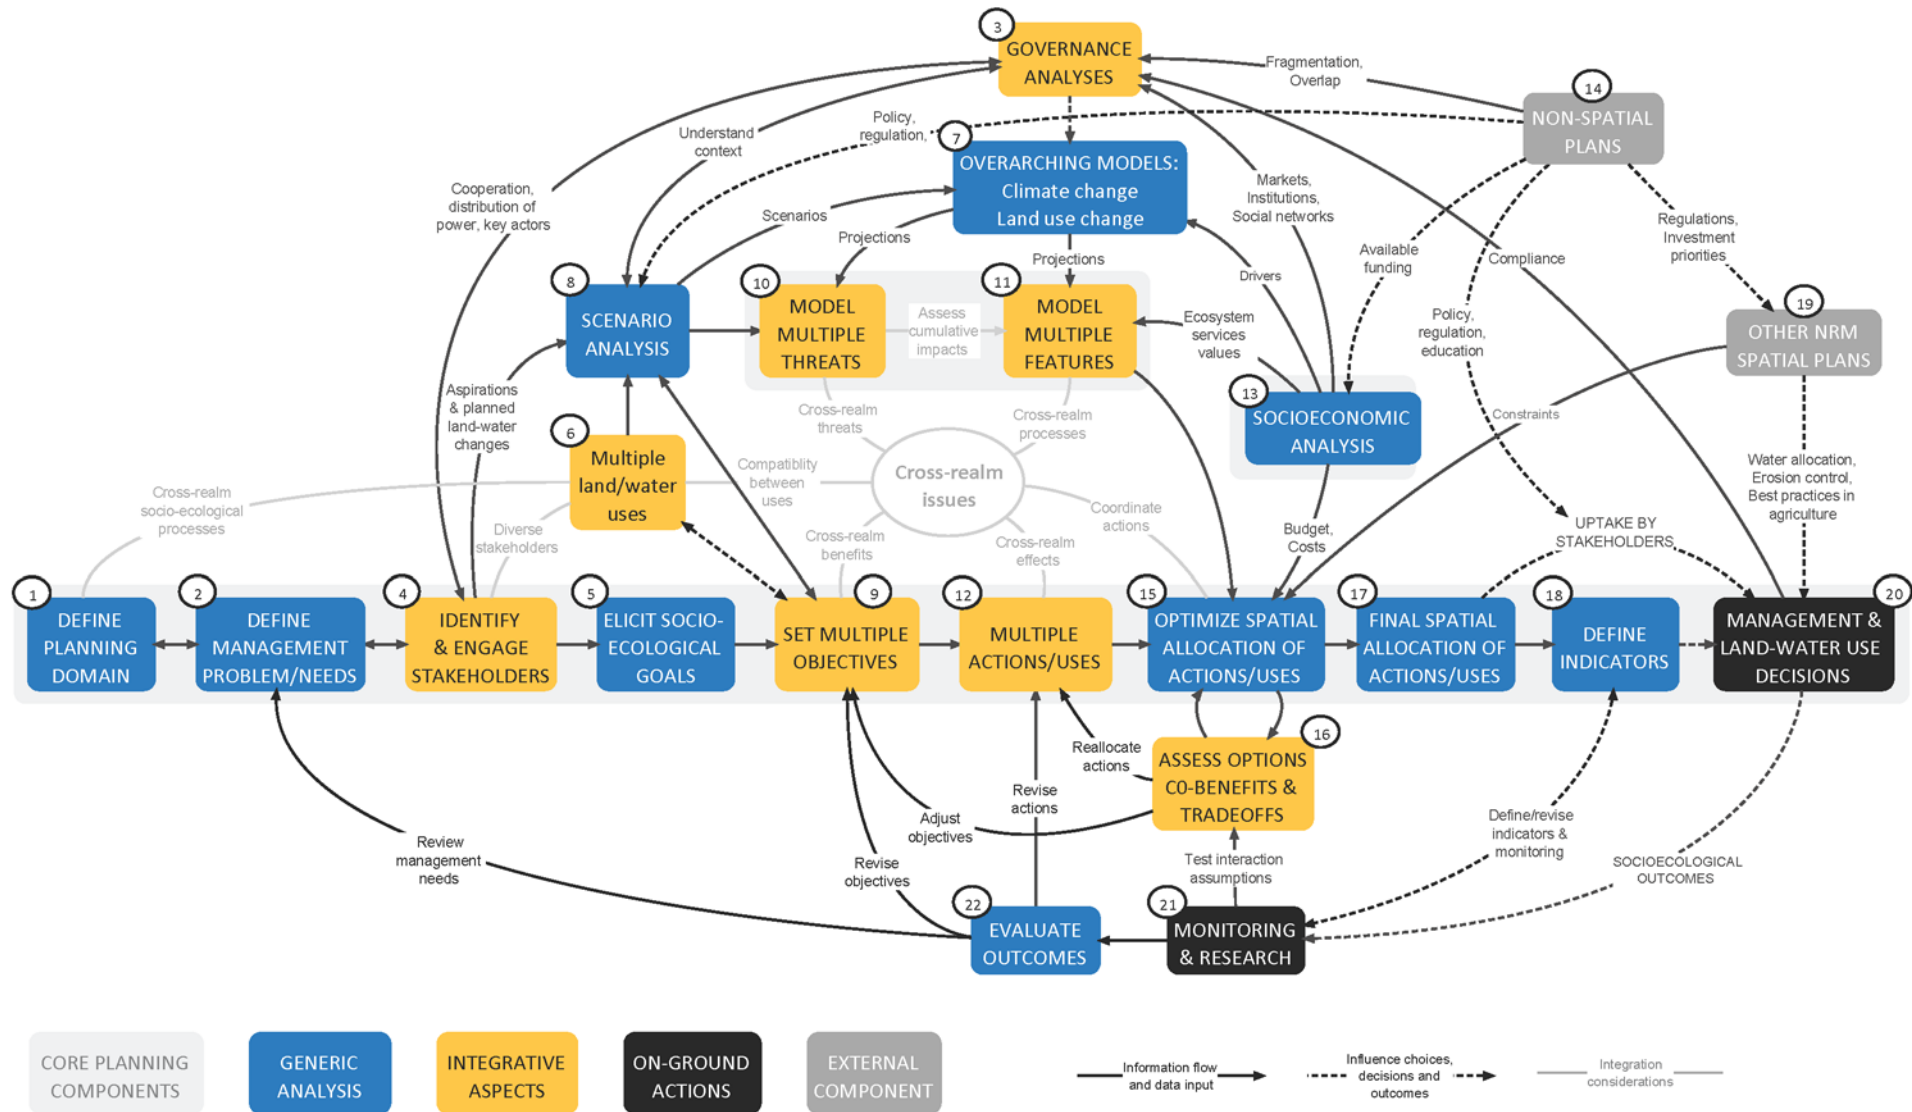 3
GOVERNANCE
ANALYSES
Fragmentation,
Overlap
14
NON-SPATIAL
PLANS
Policy,
regulation,
Understand
context
7
OVERARCHING MODELS:
Climate change
Land use change
Cooperation,
distribution of
power, key actors
Scenarios
Projections
Projections
Markets,
Institutions,
Social networks
Drivers
Available
funding
Compliance
Regulations,
Investment
priorities
8
SCENARIO
ANALYSIS
10
MODEL
MULTIPLE
THREATS
Assess
cumulative
impacts
11
MODEL
MULTIPLE
FEATURES
Ecosystem
services
values
Policy,
regulation,
education
19
OTHER NRM
SPATIAL PLANS
Aspirations
& planned
land-water
changes
Cross-realm
threats
Cross-realm
processes
13
SOCIOECONOMIC
ANALYSIS
Constraints
6
Multiple
land/water
uses
Compatiblity
between
uses
Cross-realm
issues
Coordinate
actions
Water allocation,
Erosion control,
Best practices in
agriculture
Cross-realm
socio-ecological
processes
Diverse
stakeholders
Cross-realm
benefits
Cross-realm
effects
Budget,
Costs
UPTAKE BY
STAKEHOLDERS
1
DEFINE
PLANNING
DOMAIN
2
DEFINE
MANAGEMENT
PROBLEM/NEEDS
4
IDENTIFY
& ENGAGE
STAKEHOLDERS
5
ELICIT SOCIO-
ECOLOGICAL
GOALS
9
SET MULTIPLE
OBJECTIVES
12
MULTIPLE
ACTIONS/USES
15
OPTIMIZE SPATIAL
ALLOCATION OF
ACTIONS/USES
17
FINAL SPATIAL
ALLOCATION OF
ACTIONS/USES
18
DEFINE
INDICATORS
20
MANAGEMENT &
LAND-WATER USE
DECISIONS
Reallocate
actions
16
ASSESS OPTIONS
C0-BENEFITS &
TRADEOFFS
Revise
actions
Adjust
objectives
Review
management
needs
Revise
objectives
Test interaction
assumptions
Define/revise
indicators &
monitoring
SOCIOECOLOGICAL
OUTCOMES
22
EVALUATE
OUTCOMES
21
MONITORING
& RESEARCH
CORE PLANNING
COMPONENTS
GENERIC
ANALYSIS
INTEGRATIVE
ASPECTS
ON-GROUND
ACTIONS
EXTERNAL
COMPONENT
Information flow
and data input
Influence choices,
decisions and
outcomes
Integration
considerations